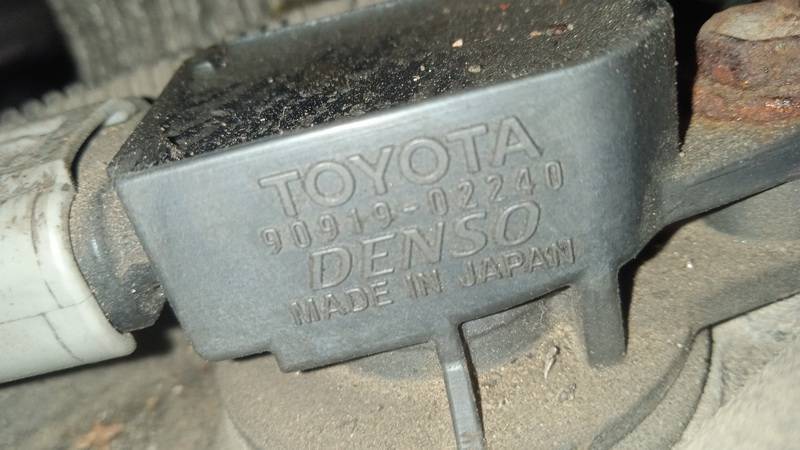 TOYOTA
90919-02240
DENSO
MADE IN JAPAN